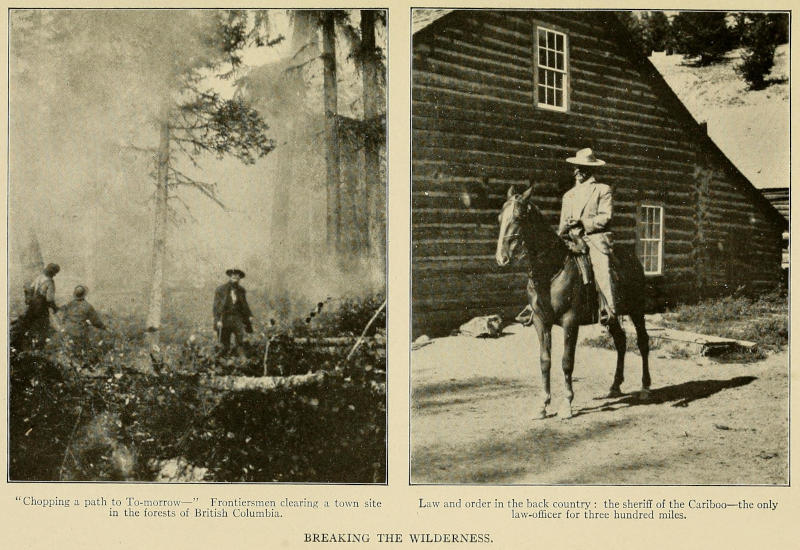 "Chopping a path to To-morrow—" Frontiersmen clearing a town site
in the forests of British Columbia.
Law and order in the back country : the sheriff of the Cariboo—the only
law-officer for three hundred miles.
BREAKING THE WILDERNESS.